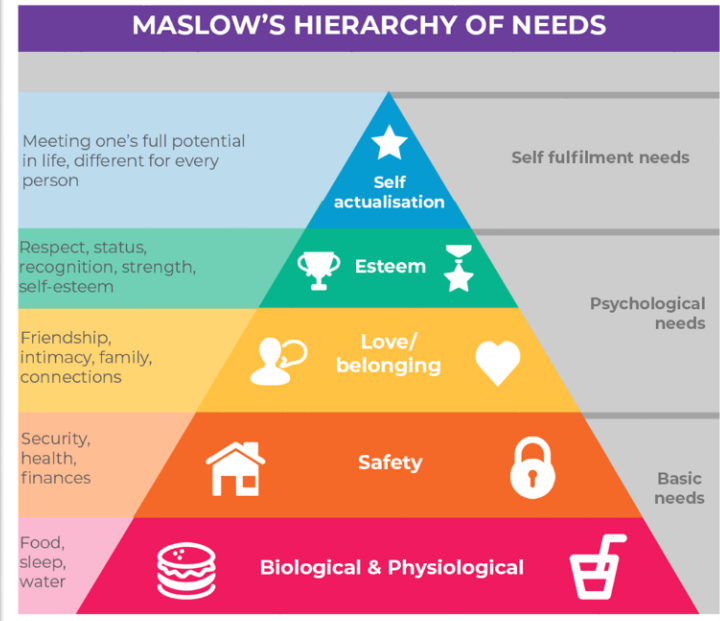 MASLOW'S HIERARCHY OF NEEDS
Meeting one's full potential
in life, different for every
person
Self
actualisation
Self fulfilment needs
Respect, status,
recognition, strength,
self-esteem
Esteem
Psychological
needs
Friendship,
intimacy, family,
connections
Love/
belonging
Security,
health,
finances
Safety
Basic
needs
Food,
sleep,
water
Biological & Physiological